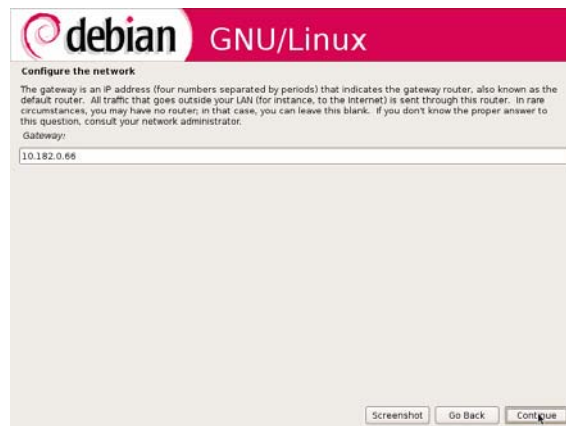 debian GNU/Linux
Configure the network
The gateway is an IP address (four numbers separated by periods) that indicates the gateway router, also known as the
default router. All traffic that goes outside your LAN (for instance, to the Internet) is sent through this router. In rare
circumstances, you may have no router; in that case, you can leave this blank. If you don't know the proper answer to
this question, consult your network administrator.
Gateway:
10.182.0.66
Screenshot Go Back Continue